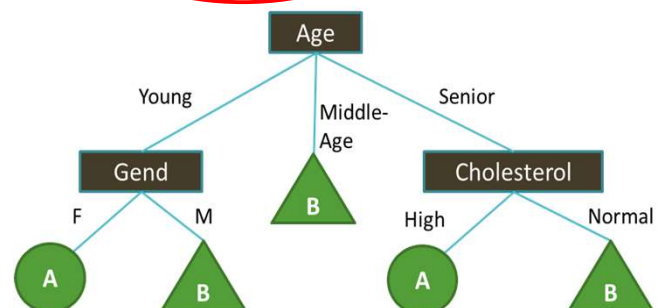 Age
Young
Middle-
Age
Senior
Gend
B
Cholesterol
F
M
High
Normal
A
B
A
B